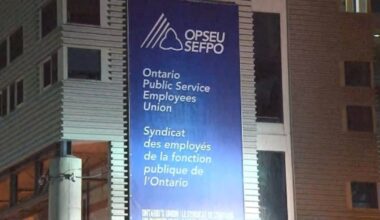 OPSEU
SEFPO
Ontario
Public Service
Employees
Union
Syndicat
des employés
de la fonction
publique de
l'Ontario